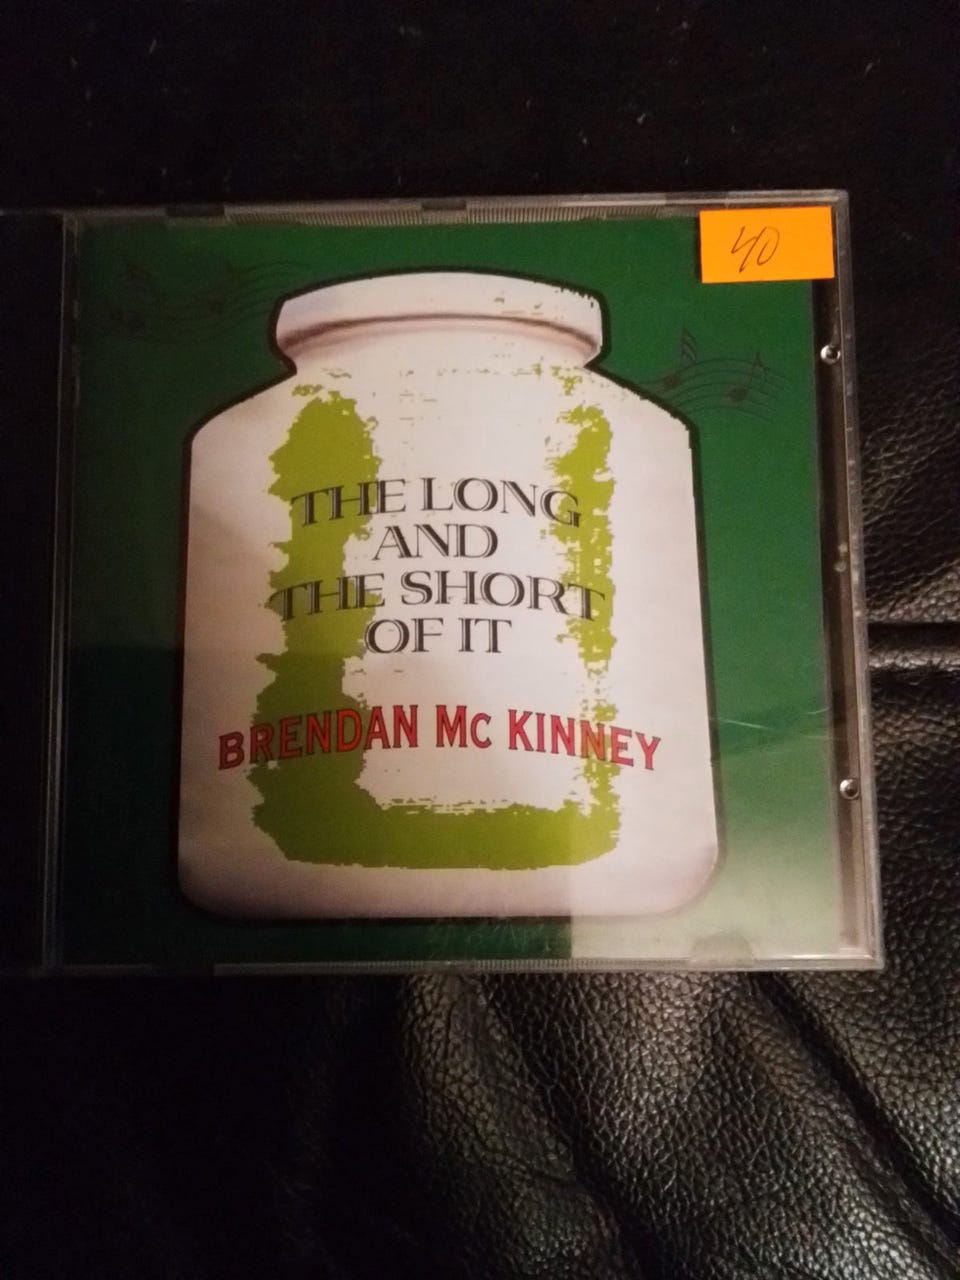 40
THE LONG
AND
THE SHORT
OF IT
BRENDAN Mc KINNEY